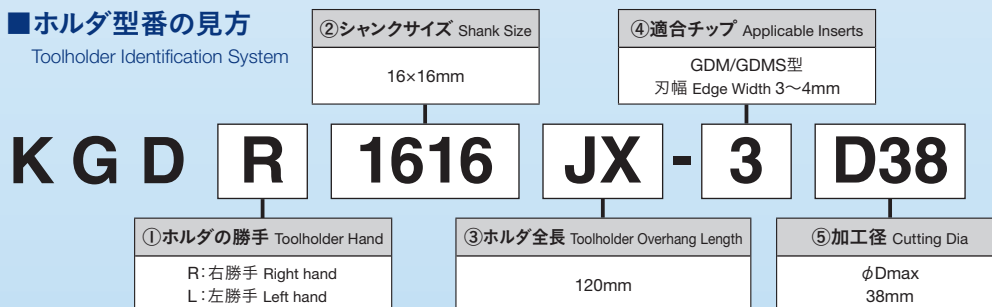 ■ホルダ型番の見方
Toolholder Identification System
②シャンクサイズ Shank Size
16×16mm
④適合チップ Applicable Inserts
GDM/GDMS型
刃幅 Edge Width 3〜4mm
KGD R 1616 JX - 3 D38
①ホルダの勝手 Toolholder Hand
R:右勝手 Right hand
L:左勝手 Left hand
③ホルダ全長 Toolholder Overhang Length
120mm
⑤加工径 Cutting Dia
φDmax
38mm